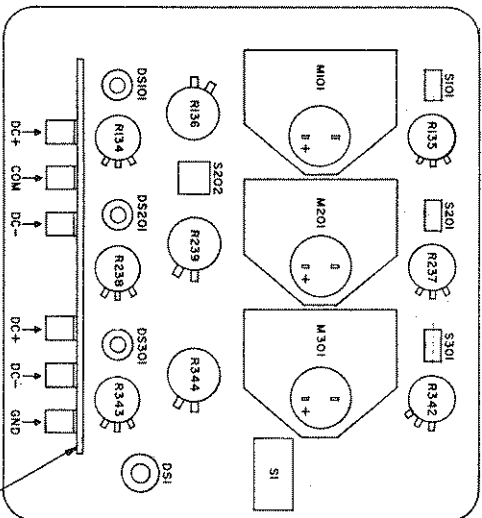 S101
R135
M101
R136
DS101
R134
DC+
COM
S201
R237
M201
S202
R239
DS201
R238
DC-
S301
R342
M301
R344
DS301
R343
DC+
DC-
S1
DS1
GND
+
+
+